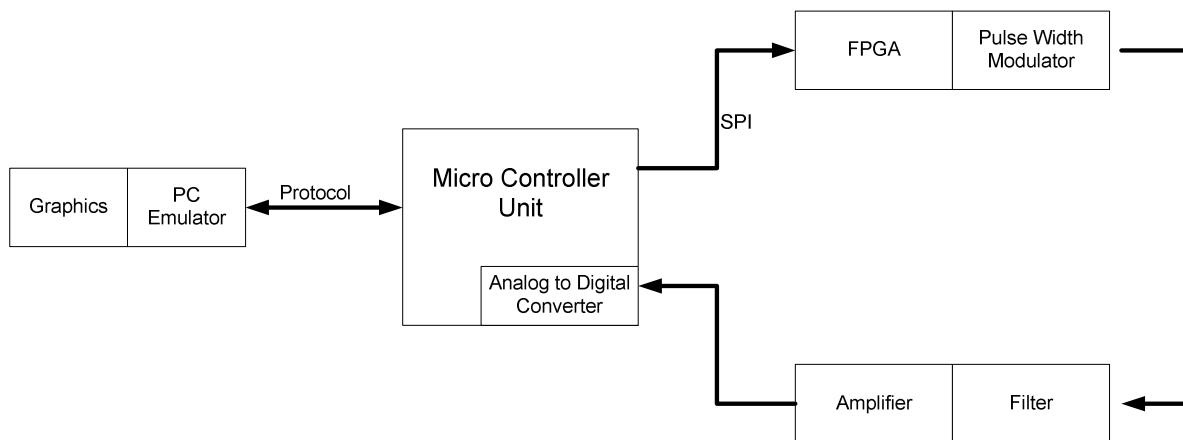 FPGA
Pulse Width
Modulator
SPI
Micro Controller
Unit
Graphics
PC
Emulator
Protocol
Analog to Digital
Converter
Amplifier
Filter